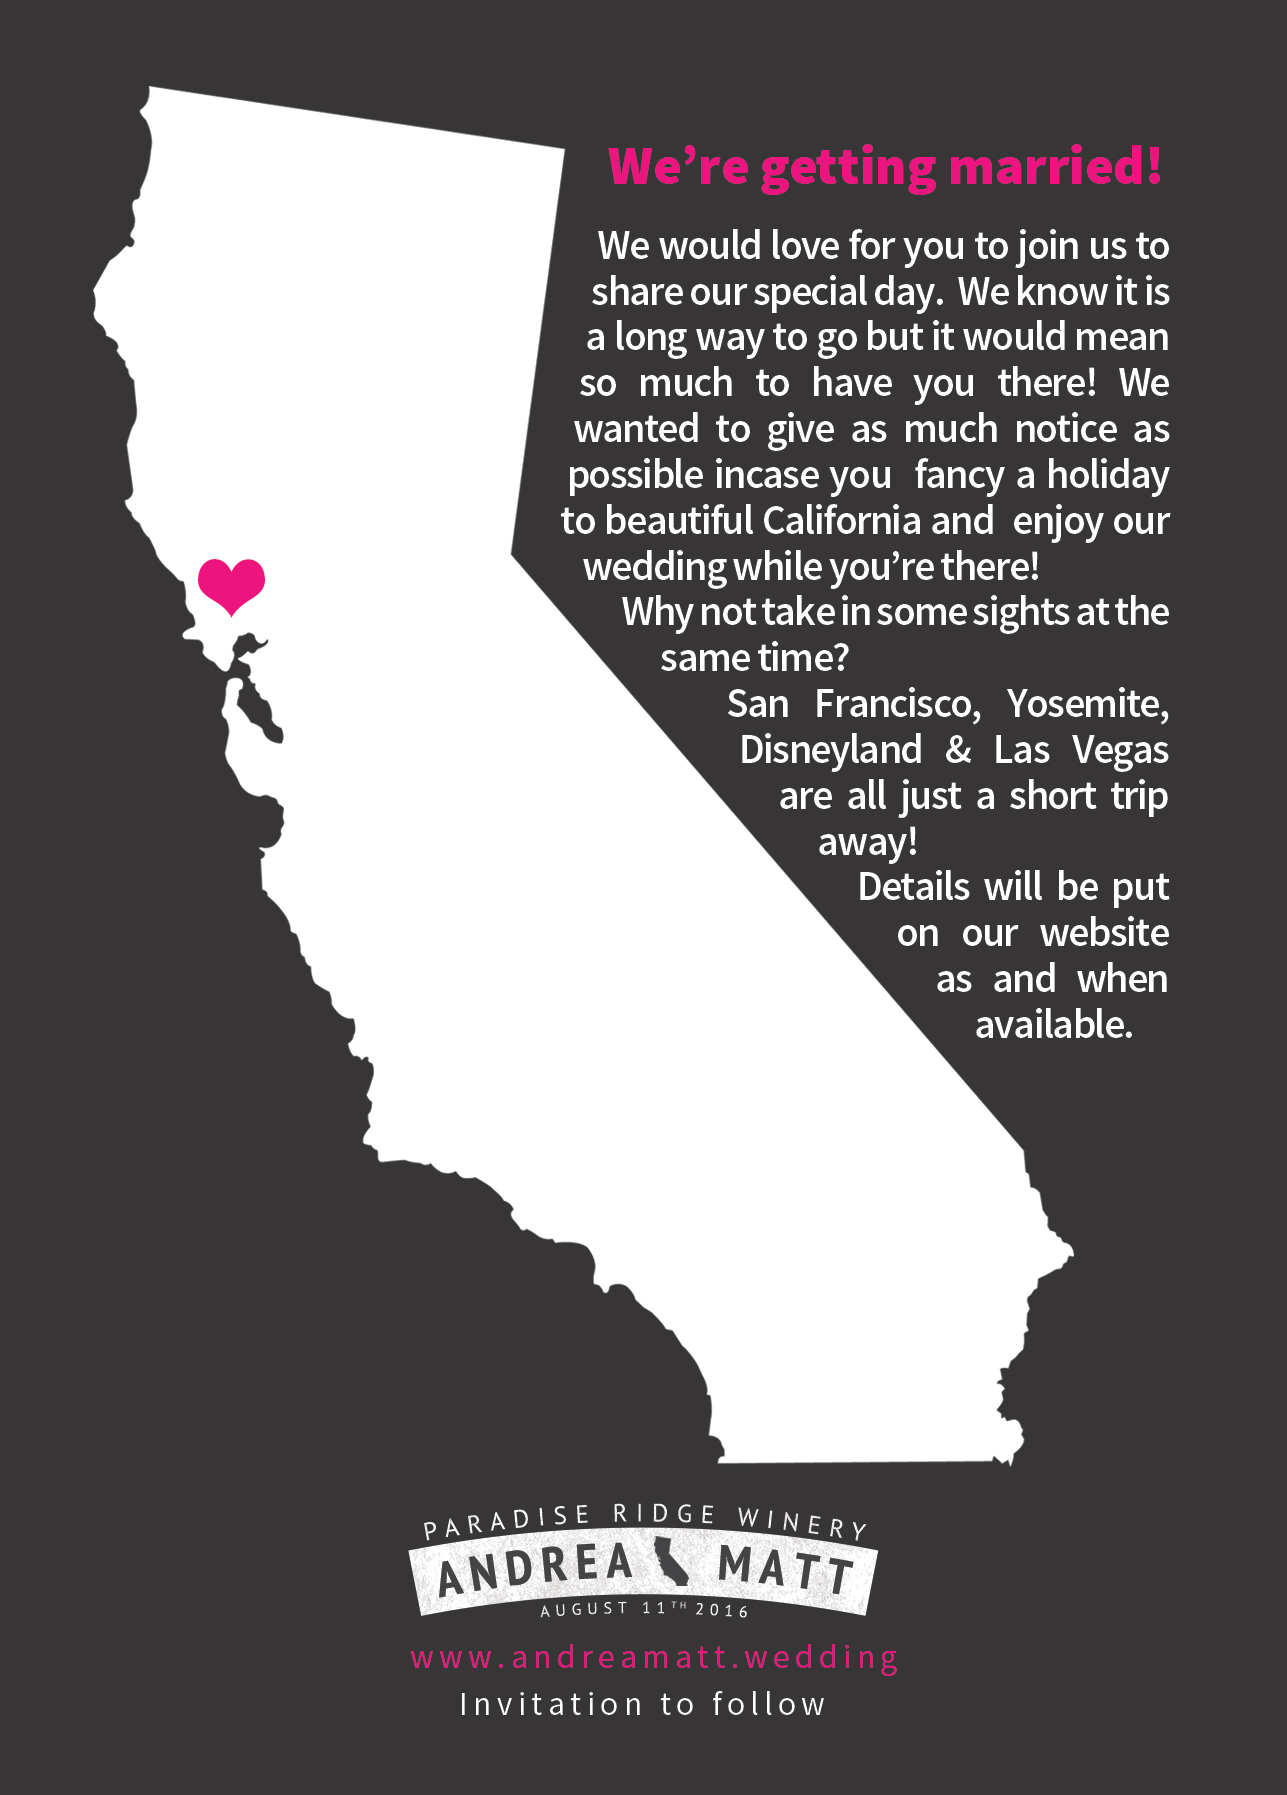 We're getting married!
We would love for you to join us to
share our special day.  We know it is
a long way to go but it would mean
so much to have you there! We
wanted to give as much notice as
possible incase you  fancy a holiday
to beautiful California and  enjoy our
wedding while you're there!
Why not take in some sights at the
same time?
San Francisco, Yosemite,
Disneyland & Las Vegas
are all just a short trip
away!
Details will be put
on our website
as and when
available.
PARADISE RIDGE WINERY
ANDREA MATT
AUGUST 11TH 2016
www.andreamatt.wedding
Invitation to follow